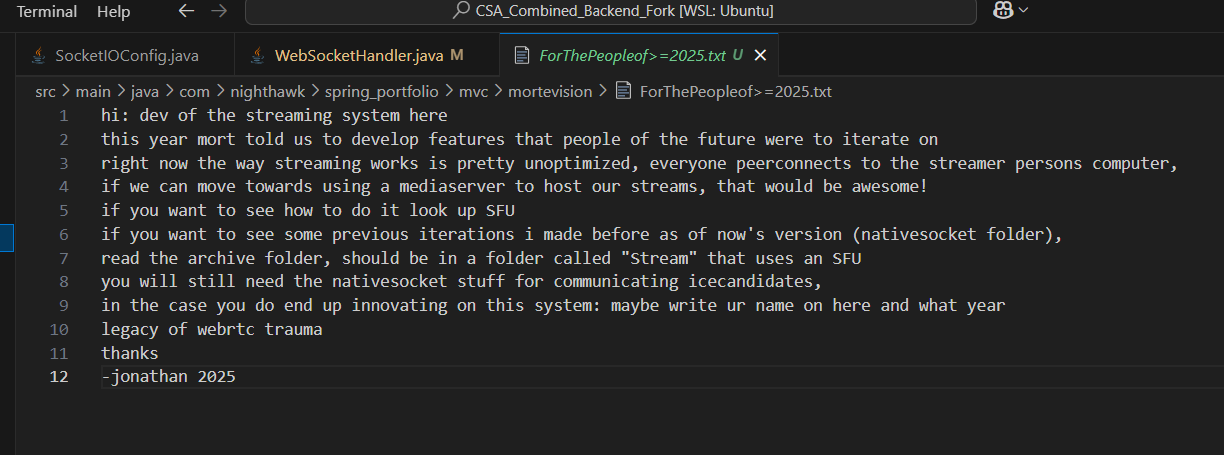 Terminal Help
CSA_Combined_Backend_Fork [WSL: Ubuntu]
SocketIOConfig.java WebSocketHandler.java M ForThePeopleof>=2025.txt U
src > main > java > com > nighthawk > spring_portfolio > mvc > mortevision > ForThePepeleof>=2025.txt
1 hi: dev of the streaming system here
2 this year mort told us to develop features that people of the future were to iterate on
3 right now the way streaming works is pretty unoptimized, everyone peerconnects to the streamer persons computer,
4 if we can move towards using a mediaserver to host our streams, that would be awesome!
5 if you want to see how to do it look up SFU
6 if you want to see some previous iterations i made before as of now's version (nativesocket folder),
7 read the archive folder, should be in a folder called "Stream" that uses an SFU
8 you will still need the nativesocket stuff for communicating icecandidates,
9 in the case you do end up innovating on this system: maybe write ur name on here and what year
10 legacy of webrtc trauma
11 thanks
12 -jonathan 2025